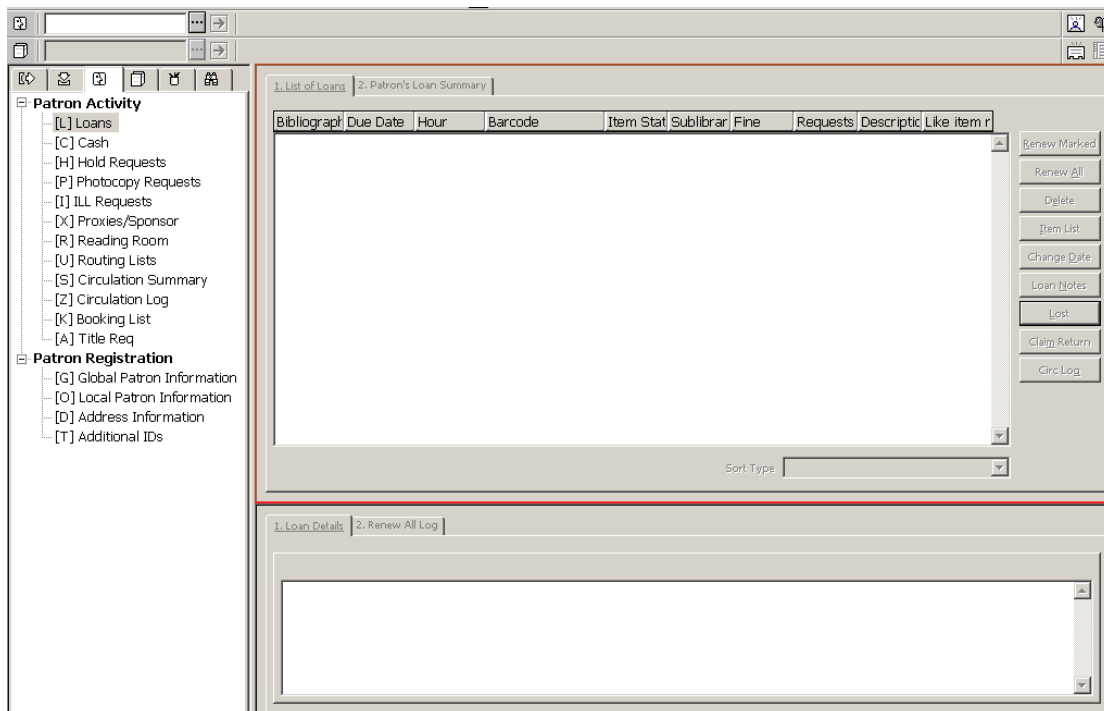 Patron Activity
[L] Loans
[C] Cash
[H] Hold Requests
[P] Photocopy Requests
[I] ILL Requests
[X] Proxies/Sponsor
[R] Reading Room
[U] Routing Lists
[S] Circulation Summary
[Z] Circulation Log
[K] Booking List
[A] Title Req
Patron Registration
[G] Global Patron Information
[O] Local Patron Information
[D] Address Information
[T] Additional IDs
1. List of Loans 2. Patron's Loan Summary
Bibliograph Due Date Hour Barcode Item Stat Sublibrar Fine Requests Descriptic Like item r
Renew Marked
Renew All
Delete
Item List
Change Date
Loan Notes
Lost
Claim Return
Circ Log
Sort Type
1. Loan Details 2. Renew All Log